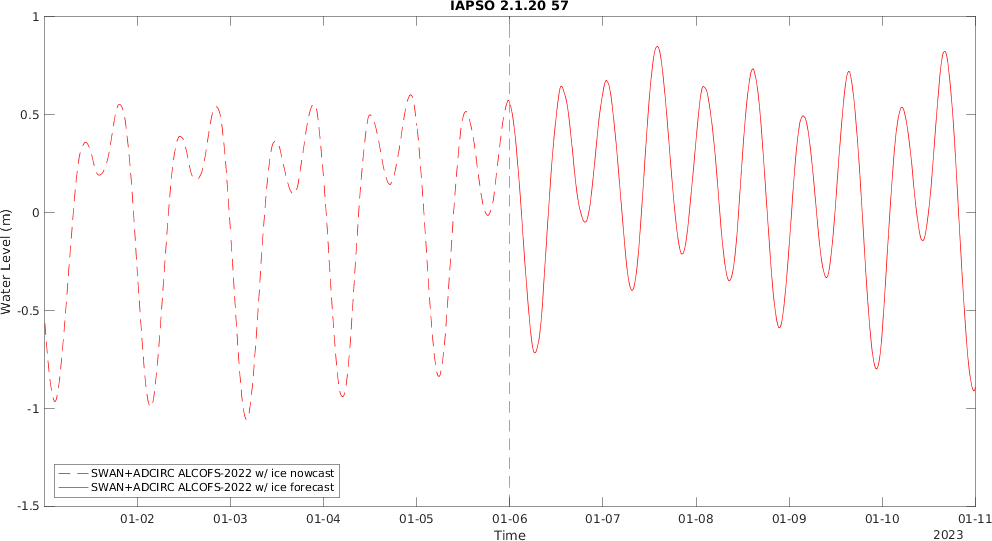 IAPSO 2.1.20 57
1
0.5
0
-0.5
-1
-1.5
Water Level (m)
SWAN+ADCIRC ALCOFS-2022 w/ ice nowcast
SWAN+ADCIRC ALCOFS-2022 w/ ice forecast
01-02 01-03 01-04 01-05 01-06 01-07 01-08 01-09 01-10 01-11
Time
2023